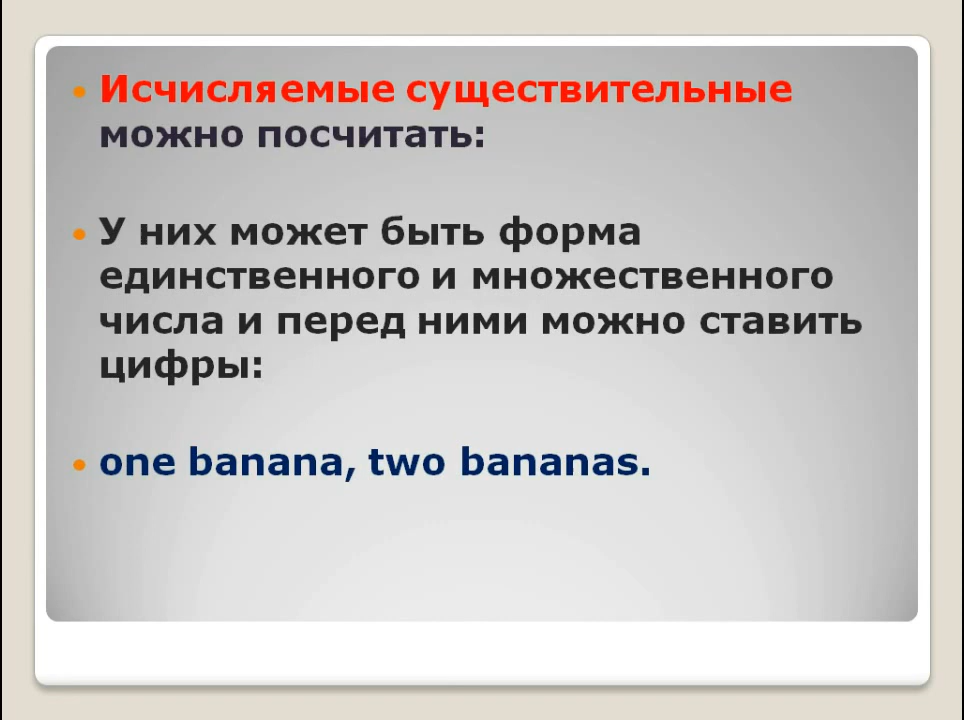 Исчисляемые существительные
можно посчитать:
У них может быть форма
единственного и множественного
числа и перед ними можно ставить
цифры:
one banana, two bananas.